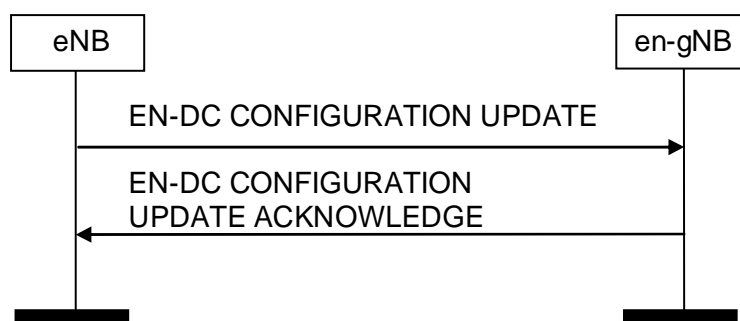 eNB
en-gNB
EN-DC CONFIGURATION UPDATE
EN-DC CONFIGURATION
UPDATE ACKNOWLEDGE